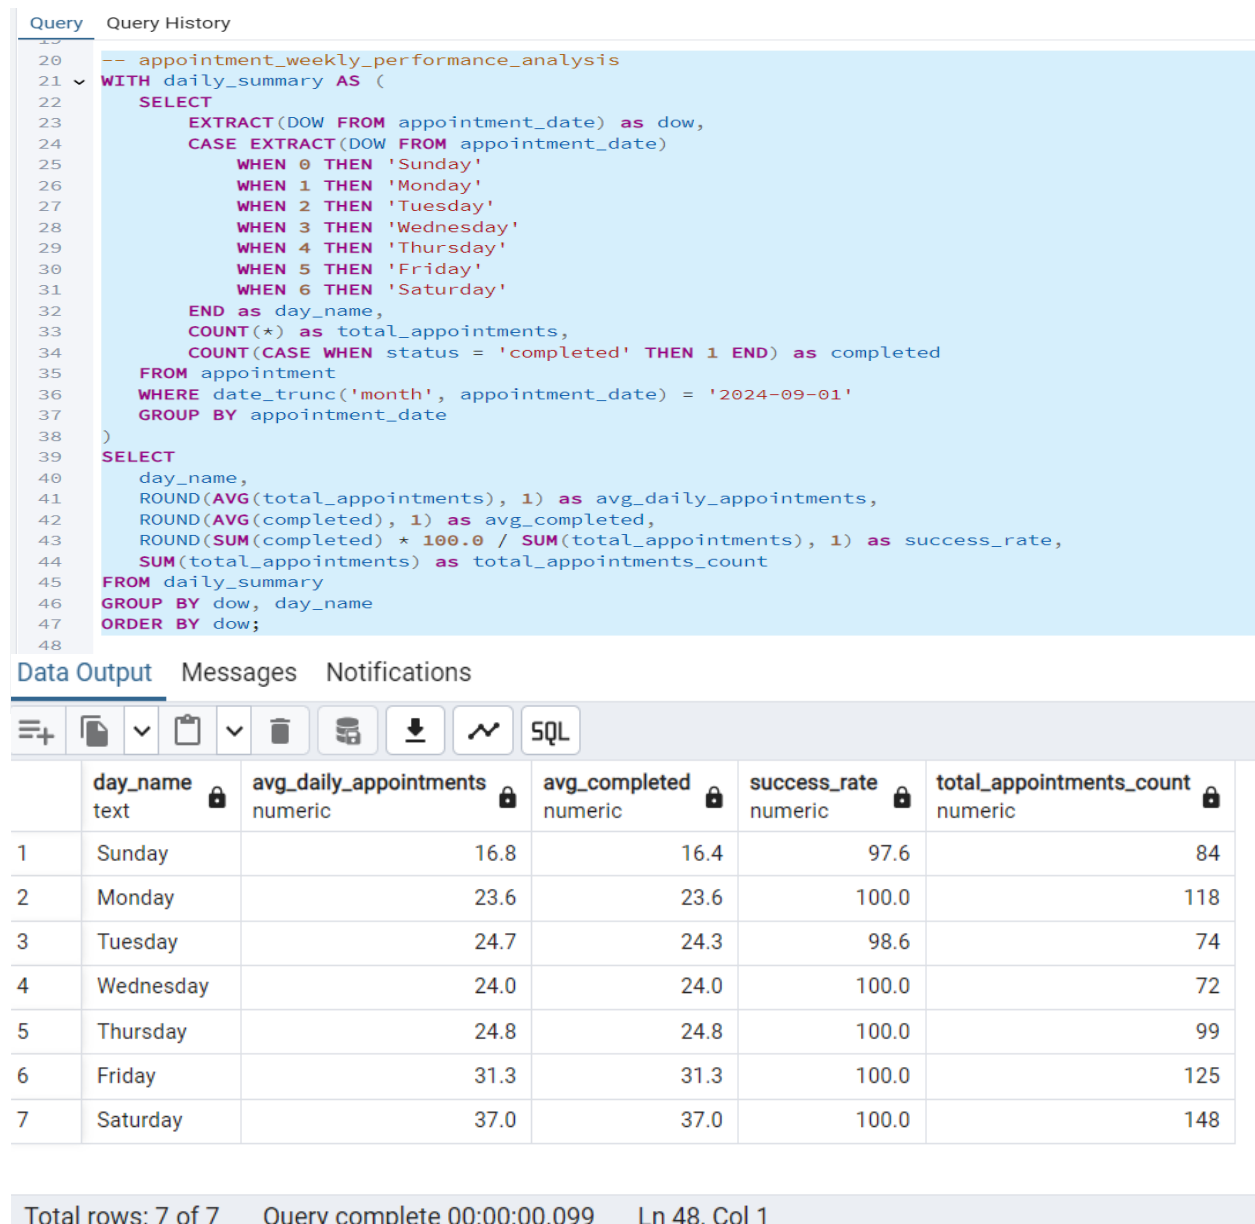 Query Query History
19
20 -- appointment_weekly_performance_analysis
21 WITH daily_summary AS (
22 SELECT
23 EXTRACT(DOW FROM appointment_date) as dow,
24 CASE EXTRACT(DOW FROM appointment_date)
25 WHEN 0 THEN 'Sunday'
26 WHEN 1 THEN 'Monday'
27 WHEN 2 THEN 'Tuesday'
28 WHEN 3 THEN 'Wednesday'
29 WHEN 4 THEN 'Thursday'
30 WHEN 5 THEN 'Friday'
31 WHEN 6 THEN 'Saturday'
32 END as day_name,
33 COUNT(*) as total_appointments,
34 COUNT(CASE WHEN status = 'completed' THEN 1 END) as completed
35 FROM appointment
36 WHERE date_trunc('month', appointment_date) = '2024-09-01'
37 GROUP BY appointment_date
38 )
39 SELECT
40 day_name,
41 ROUND(AVG(total_appointments), 1) as avg_daily_appointments,
42 ROUND(AVG(completed), 1) as avg_completed,
43 ROUND(SUM(completed) * 100.0 / SUM(total_appointments), 1) as success_rate,
44 SUM(total_appointments) as total_appointments_count
45 FROM daily_summary
46 GROUP BY dow, day_name
47 ORDER BY dow;
48
Data Output Messages Notifications
SQL
day_name avg_daily_appointments avg_completed success_rate total_appointments_count
text numeric numeric numeric numeric
1 Sunday 16.8 16.4 97.6 84
2 Monday 23.6 23.6 100.0 118
3 Tuesday 24.7 24.3 98.6 74
4 Wednesday 24.0 24.0 100.0 72
5 Thursday 24.8 24.8 100.0 99
6 Friday 31.3 31.3 100.0 125
7 Saturday 37.0 37.0 100.0 148
Total rows: 7 of 7 Query complete 00:00:00.099 Ln 48, Col 1